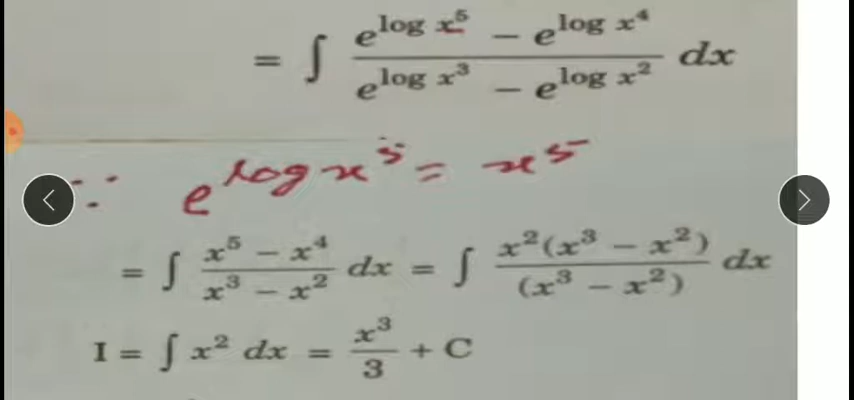 = ∫ (e^{log x^5} − e^{log x^4}) / (e^{log x^3} − e^{log x^2}) dx
∵ e^{log x^5} = x^5
= ∫ (x^5 − x^4) / (x^3 − x^2) dx = ∫ x^2(x^3 − x^2) / (x^3 − x^2) dx
I = ∫ x^2 dx = x^3 / 3 + C